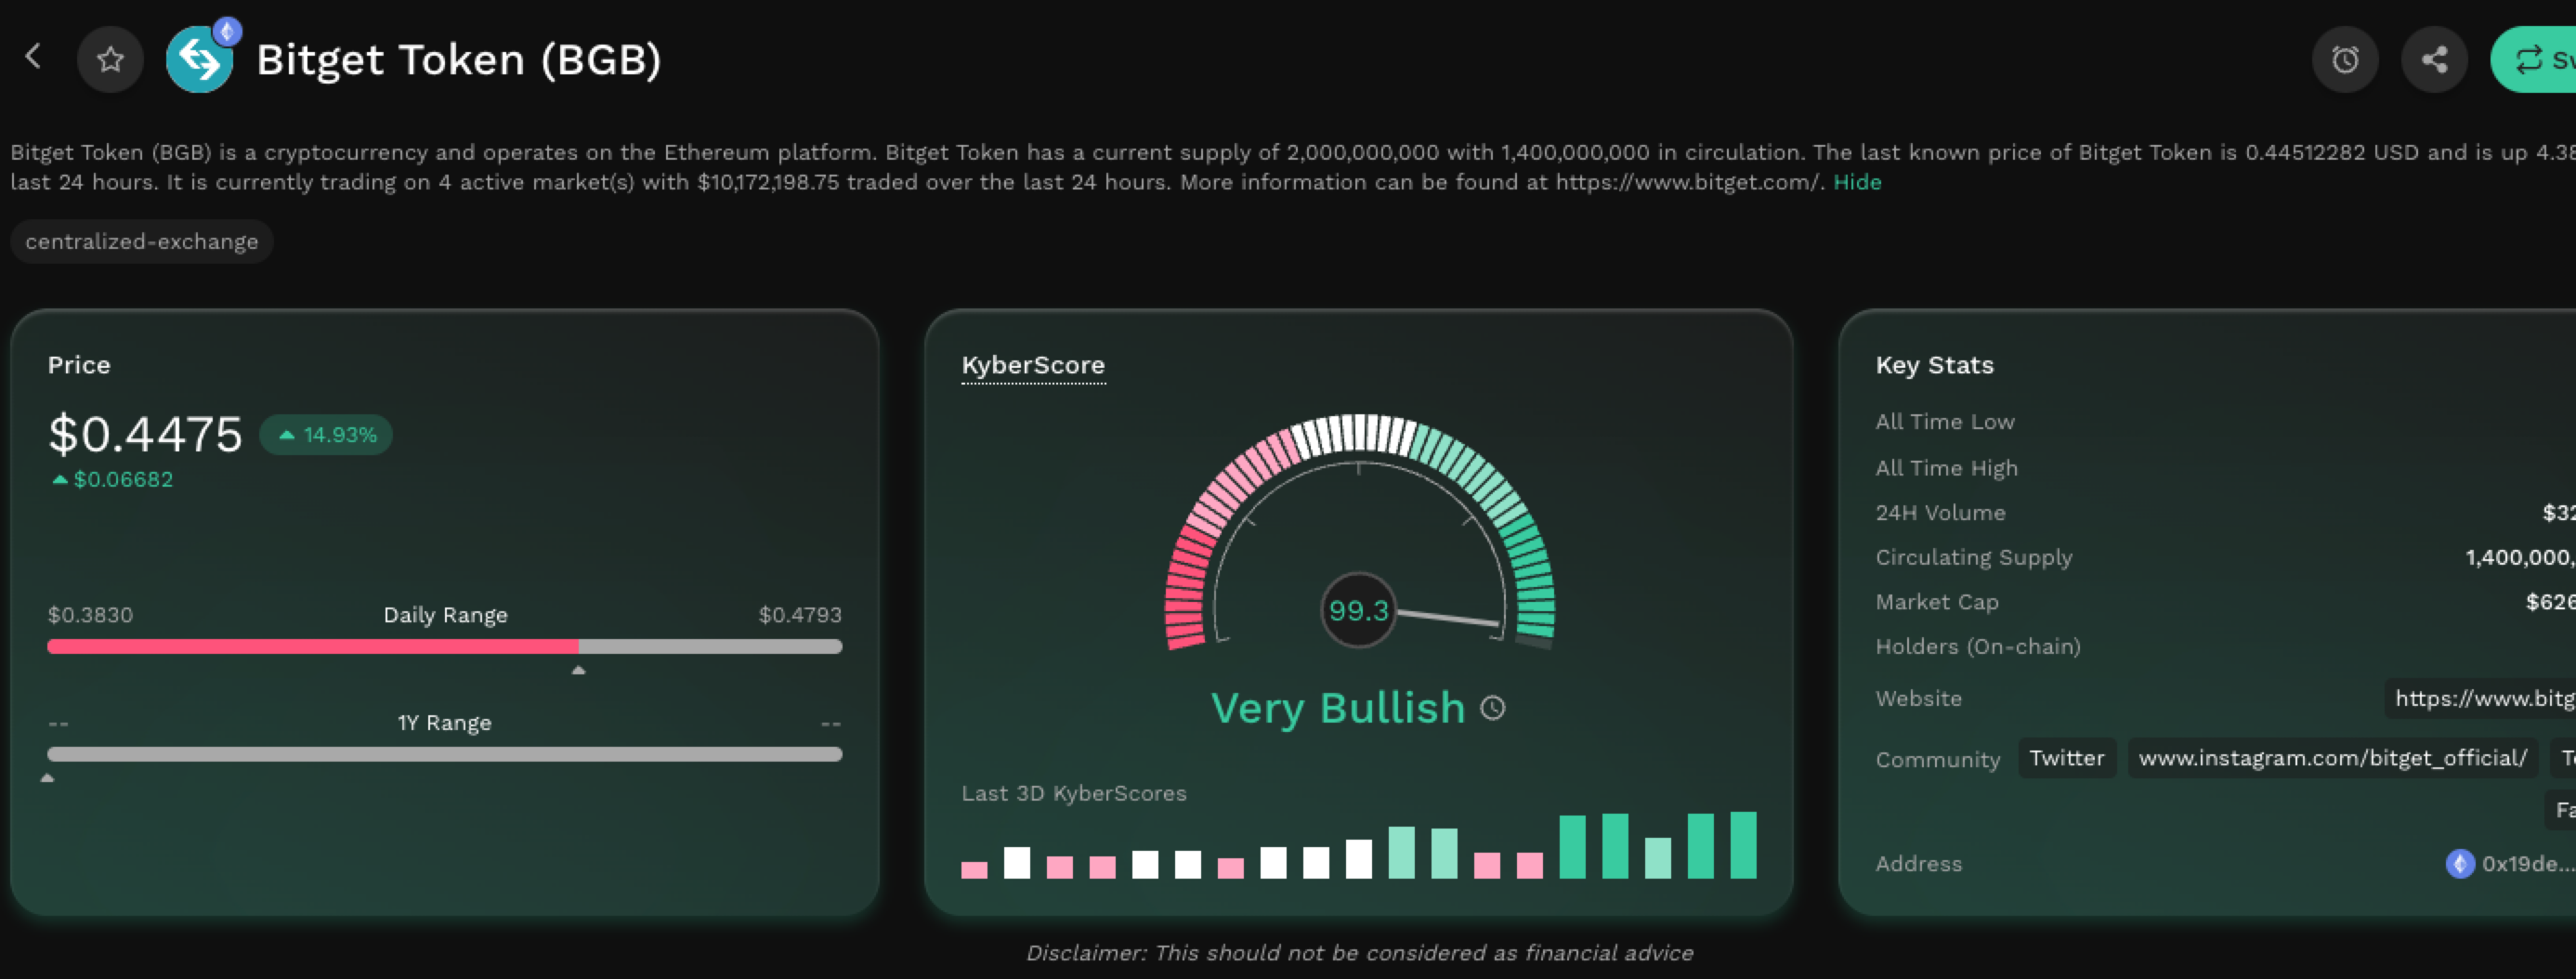 Bitget Token (BGB)
Sw
Bitget Token (BGB) is a cryptocurrency and operates on the Ethereum platform. Bitget Token has a current supply of 2,000,000,000 with 1,400,000,000 in circulation. The last known price of Bitget Token is 0.44512282 USD and is up 4.38
last 24 hours. It is currently trading on 4 active market(s) with $10,172,198.75 traded over the last 24 hours. More information can be found at https://www.bitget.com/. Hide
centralized-exchange
Price
$0.4475 14.93%
$0.06682
$0.3830 Daily Range $0.4793
-- 1Y Range --
KyberScore
99.3
Very Bullish
Last 3D KyberScores
Key Stats
All Time Low
All Time High
24H Volume $32
Circulating Supply 1,400,000,
Market Cap $626
Holders (On-chain)
Website https://www.bitg
Community Twitter www.instagram.com/bitget_official/ Te
Fa
Address 0x19de...
Disclaimer: This should not be considered as financial advice